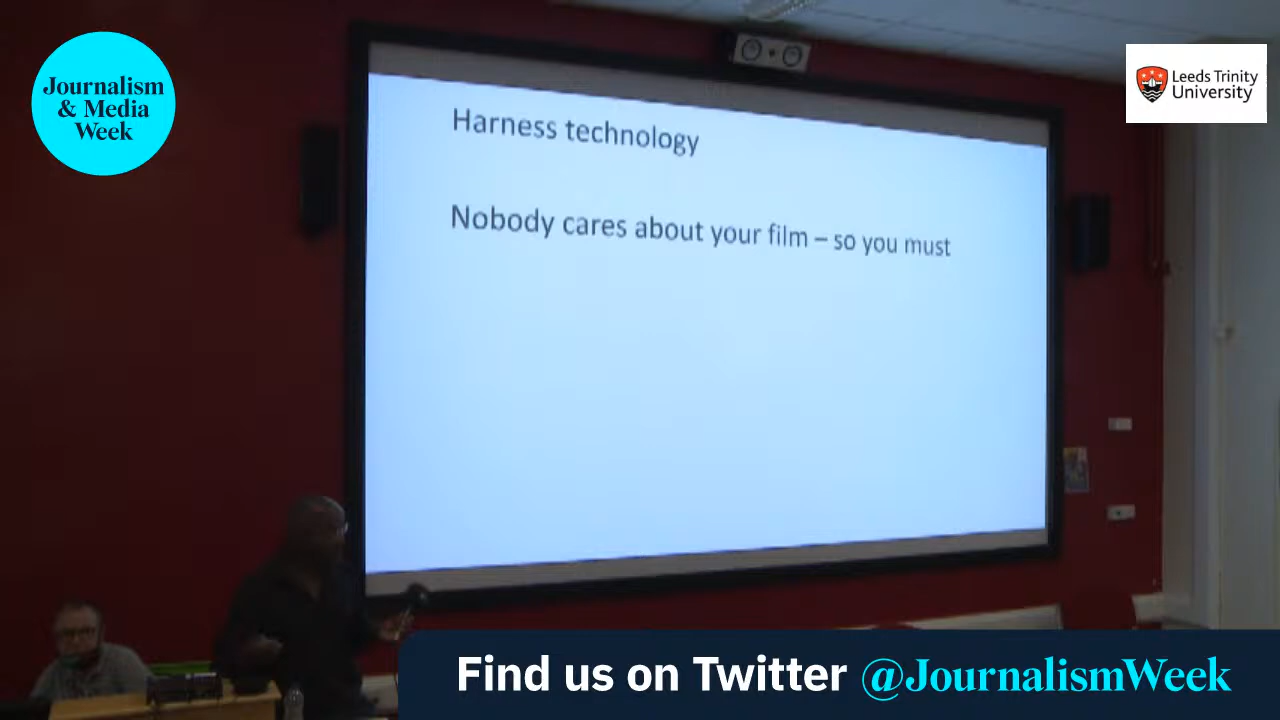 Journalism
& Media
Week
Leeds Trinity
University
Harness technology
Nobody cares about your film – so you must
Find us on Twitter @JournalismWeek